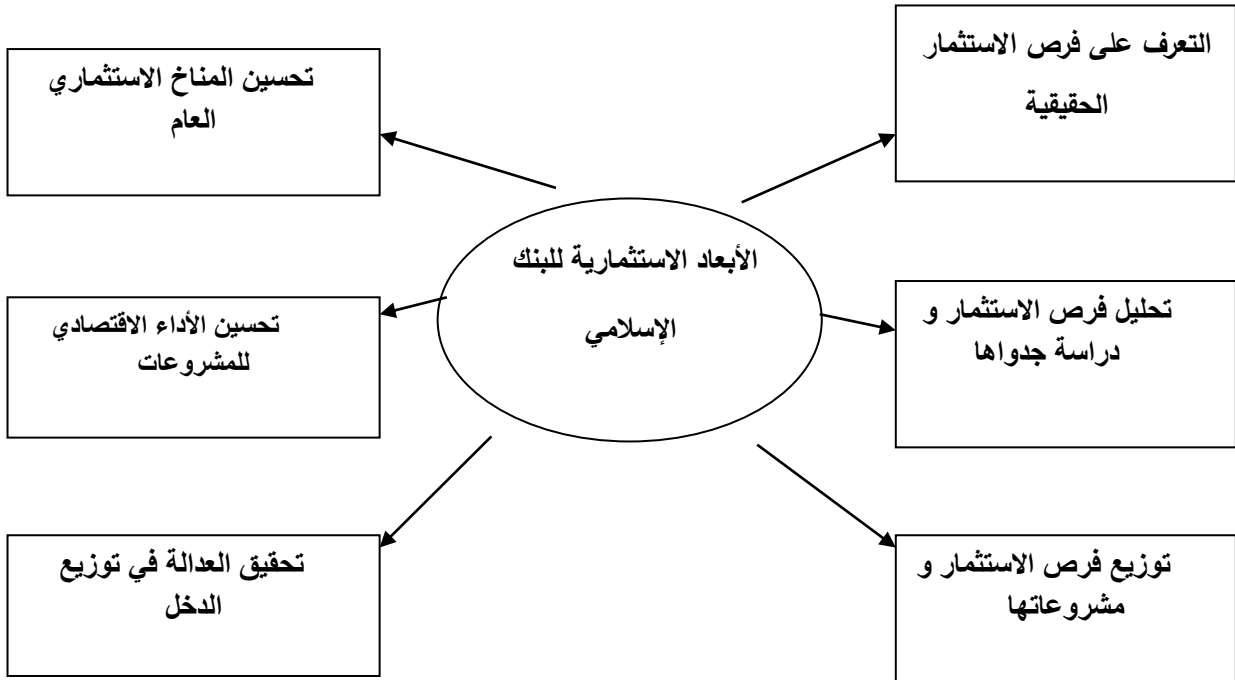 التعرف على فرص الاستثمار
الحقيقية
تحسين المناخ الاستثماري
العام
الأبعاد الاستثمارية للبنك
الإسلامي
تحليل فرص الاستثمار و
دراسة جدواها
تحسين الأداء الاقتصادي
للمشروعات
توزيع فرص الاستثمار و
مشروعاتها
تحقيق العدالة في توزيع
الدخل